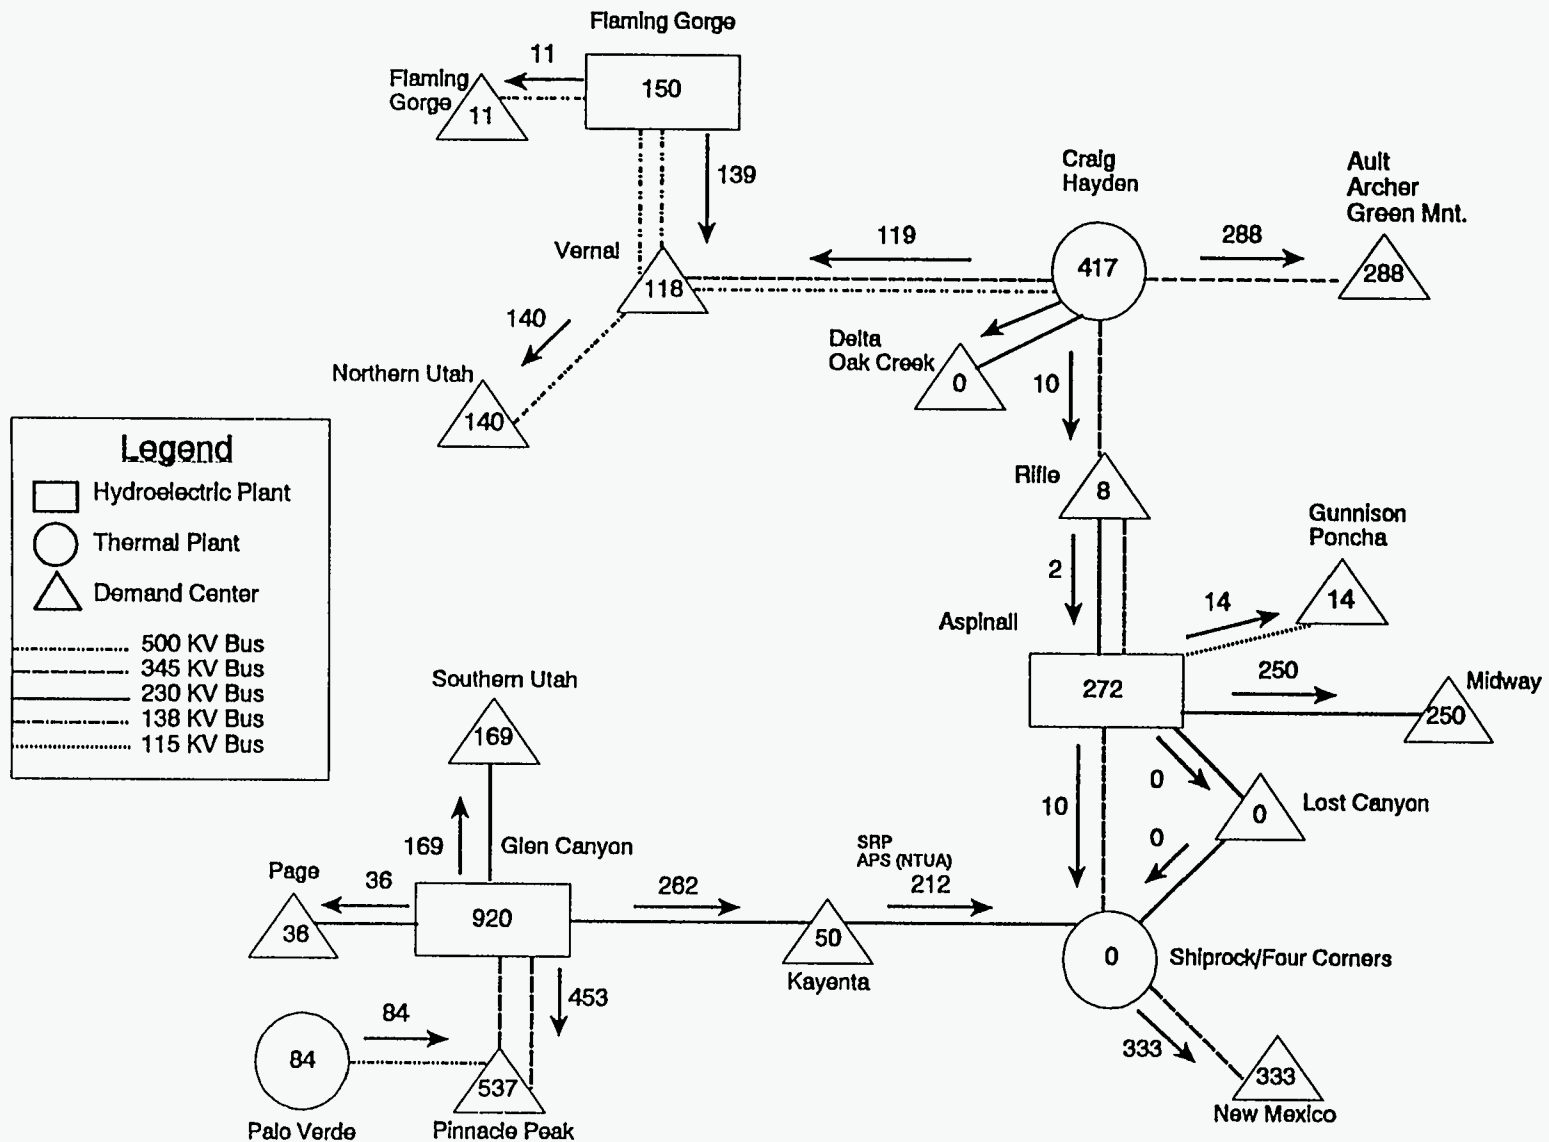 Flaming Gorge
11
Flaming
Gorge
11
150
139
Craig
Hayden
Ault
Archer
Green Mnt.
Vernal
119
288
417
288
118
140
Delta
Oak Creek
0
10
Northern Utah
140
Legend
Hydroelectric Plant
Thermal Plant
Demand Center
500 KV Bus
345 KV Bus
230 KV Bus
138 KV Bus
115 KV Bus
Rifle
8
Gunnison
Poncha
2
14
14
Aspinall
272
250
Midway
250
Southern Utah
169
10
0
Lost Canyon
0
0
169
Glen Canyon
SRP
APS (NTUA)
Page
36
262
212
36
920
50
Kayenta
0
Shiprock/Four Corners
453
84
84
537
333
333
New Mexico
Palo Verde
Pinnacle Peak